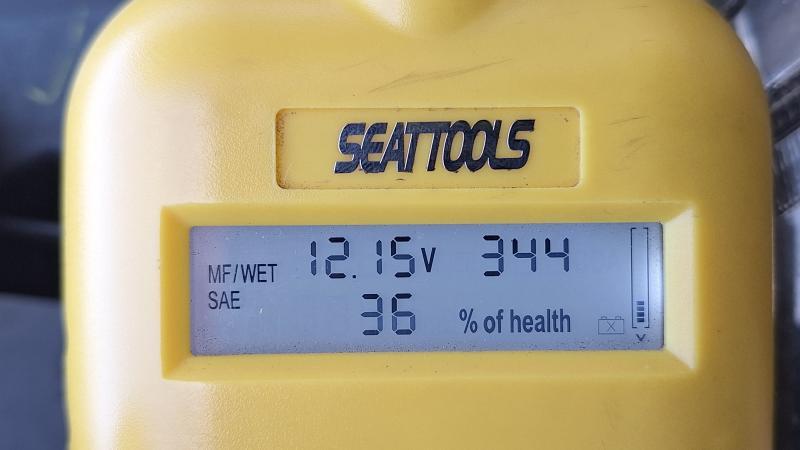 SEATTOOLS
MF/WET 12.15V 344
SAE 36 % of health